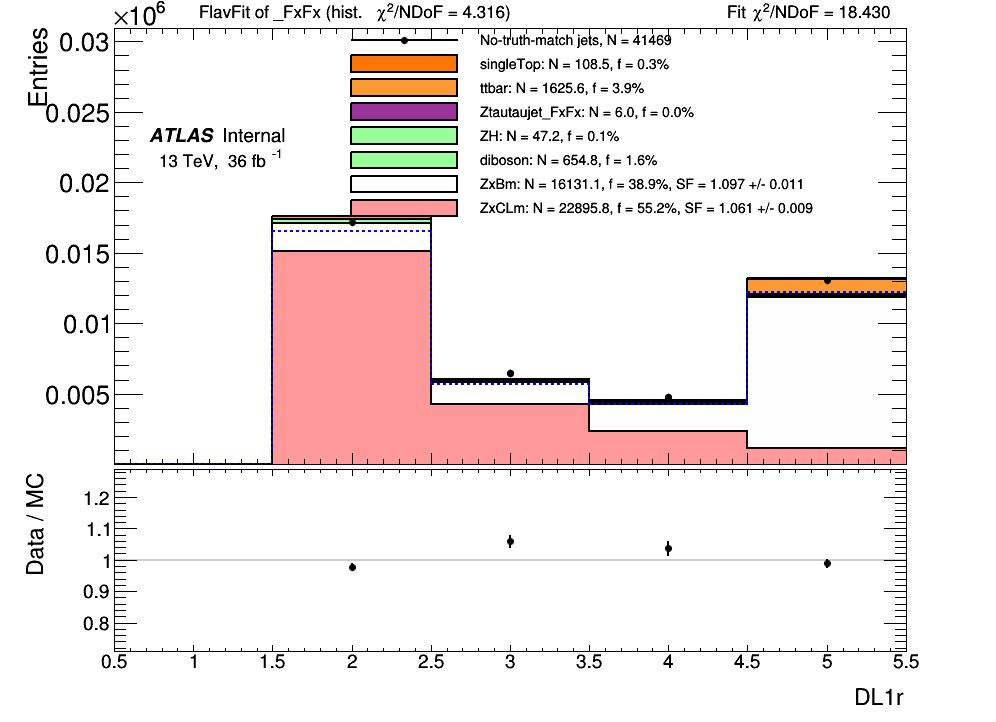 ×10⁶ FlavFit of _FxFx (hist. χ²/NDoF = 4.316) Fit χ²/NDoF = 18.430
Entries
0.03
0.025
0.02
0.015
0.01
0.005
ATLAS Internal
13 TeV, 36 fb⁻¹
No-truth-match jets, N = 41469
singleTop: N = 108.5, f = 0.3%
ttbar: N = 1625.6, f = 3.9%
Ztautaujet_FxFx: N = 6.0, f = 0.0%
ZH: N = 47.2, f = 0.1%
diboson: N = 654.8, f = 1.6%
ZxBm: N = 16131.1, f = 38.9%, SF = 1.097 +/- 0.011
ZxCLm: N = 22895.8, f = 55.2%, SF = 1.061 +/- 0.009
Data / MC
1.2
1.1
1
0.9
0.8
0.5 1 1.5 2 2.5 3 3.5 4 4.5 5 5.5
DL1r